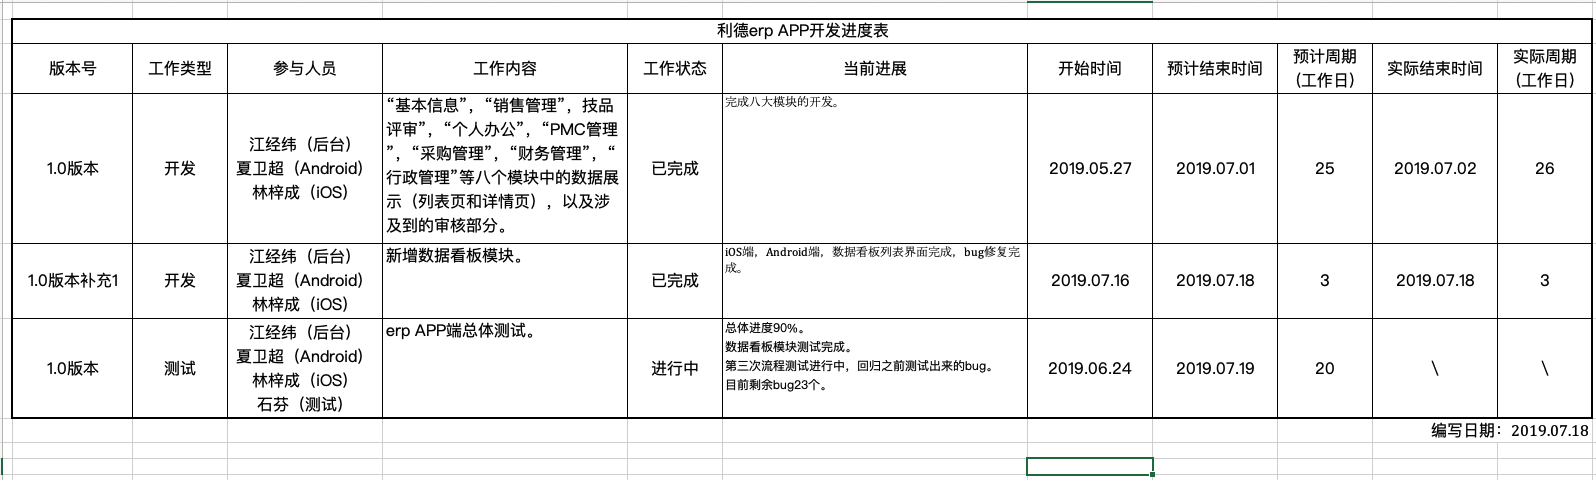 利德erp APP开发进度表
版本号
工作类型
参与人员
工作内容
工作状态
当前进展
开始时间
预计结束时间
预计周期
(工作日)
实际结束时间
实际周期
(工作日)
1.0版本
开发
江经纬（后台）
夏卫超（Android）
林梓成（iOS）
“基本信息”，“销售管理”，技品
评审”，“个人办公”，“PMC管理
”，“采购管理”，“财务管理”，“
行政管理”等八个模块中的数据展
示（列表页和详情页），以及涉
及到的审核部分。
已完成
完成八大模块的开发。
2019.05.27
2019.07.01
25
2019.07.02
26
1.0版本补充1
开发
江经纬（后台）
夏卫超（Android）
林梓成（iOS）
新增数据看板模块。
已完成
iOS端，Android端，数据看板列表界面完成，bug修复完
成。
2019.07.16
2019.07.18
3
2019.07.18
3
1.0版本
测试
江经纬（后台）
夏卫超（Android）
林梓成（iOS）
石芬（测试）
erp APP端总体测试。
进行中
总体进度90%。
数据看板模块测试完成。
第三次流程测试进行中，回归之前测试出来的bug。
目前剩余bug23个。
2019.06.24
2019.07.19
20
\
\
编写日期：2019.07.18